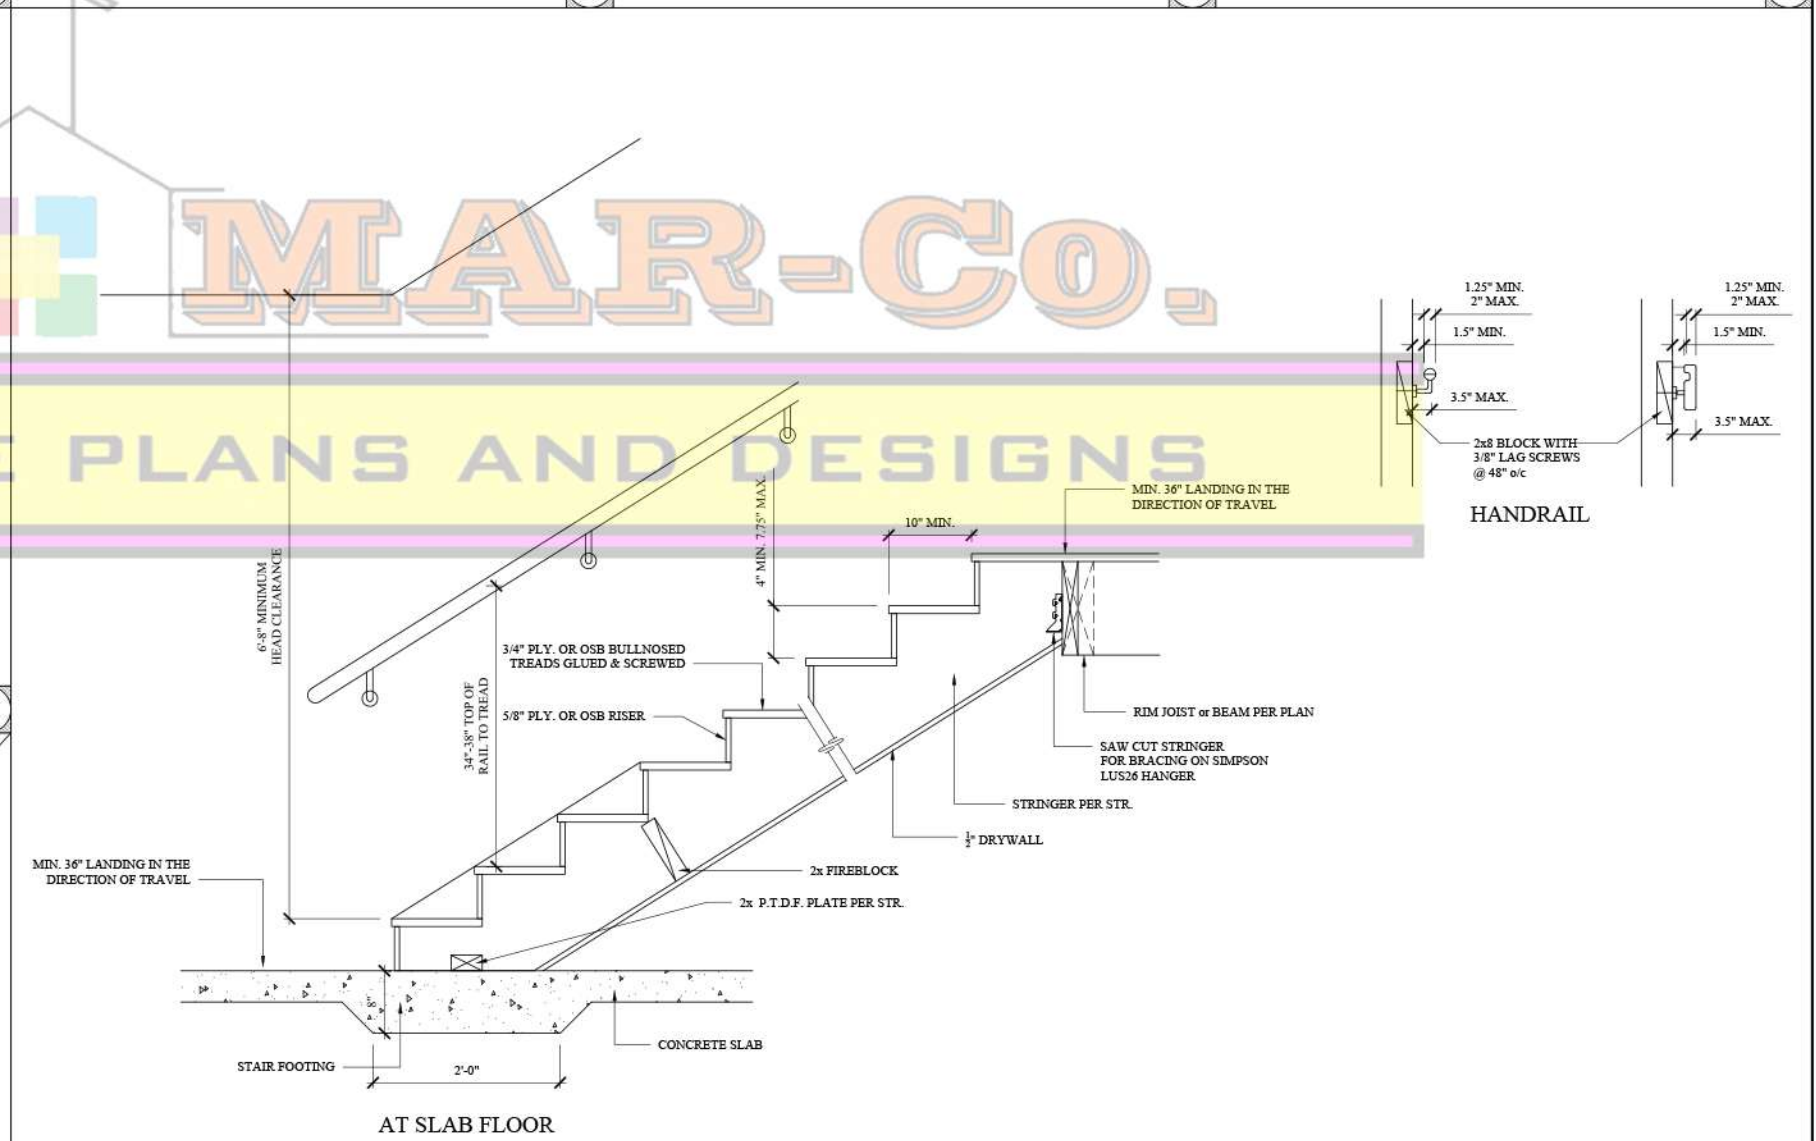 MAR-Co.
E PLANS AND DESIGNS
6'-8" MINIMUM
HEAD CLEARANCE
34"-38" TOP OF
RAIL TO TREAD
4" MIN. 7.75" MAX.
10" MIN.
MIN. 36" LANDING IN THE
DIRECTION OF TRAVEL
3/4" PLY. OR OSB BULLNOSED
TREADS GLUED & SCREWED
5/8" PLY. OR OSB RISER
RIM JOIST or BEAM PER PLAN
SAW CUT STRINGER
FOR BRACING ON SIMPSON
LUS26 HANGER
STRINGER PER STR.
½" DRYWALL
2x FIREBLOCK
2x P.T.D.F. PLATE PER STR.
MIN. 36" LANDING IN THE
DIRECTION OF TRAVEL
8"
CONCRETE SLAB
STAIR FOOTING
2'-0"
AT SLAB FLOOR
1.25" MIN.
2" MAX.
1.5" MIN.
3.5" MAX.
1.25" MIN.
2" MAX.
1.5" MIN.
3.5" MAX.
2x8 BLOCK WITH
3/8" LAG SCREWS
@ 48" o/c
HANDRAIL